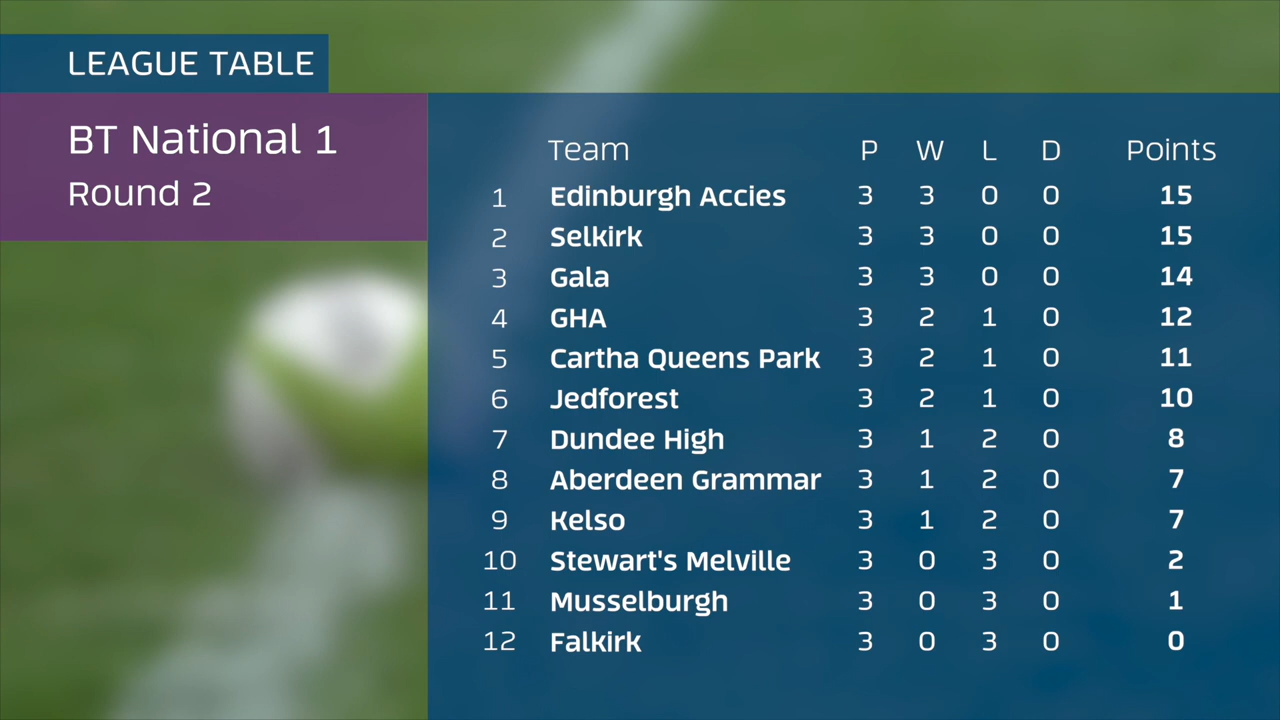 LEAGUE TABLE
BT National 1
Round 2
Team P W L D Points
1 Edinburgh Accies 3 3 0 0 15
2 Selkirk 3 3 0 0 15
3 Gala 3 3 0 0 14
4 GHA 3 2 1 0 12
5 Cartha Queens Park 3 2 1 0 11
6 Jedforest 3 2 1 0 10
7 Dundee High 3 1 2 0 8
8 Aberdeen Grammar 3 1 2 0 7
9 Kelso 3 1 2 0 7
10 Stewart's Melville 3 0 3 0 2
11 Musselburgh 3 0 3 0 1
12 Falkirk 3 0 3 0 0